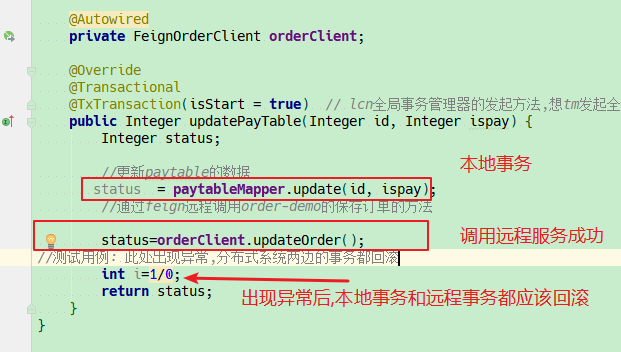 @Autowired
private FeignOrderClient orderClient;
@Override
@Transactional
@TxTransaction(isStart = true)  // lcn全局事务管理器的发起方法,想tm发起全
public Integer updatePayTable(Integer id, Integer ispay) {
Integer status;
本地事务
//更新paytable的数据
status  = paytableMapper.update(id, ispay);
//通过feign远程调用order-demo的保存订单的方法
status=orderClient.updateOrder();
调用远程服务成功
//测试用例: 此处出现异常,分布式系统两边的事务都回滚
int i=1/0;
return status;
出现异常后,本地事务和远程事务都应该回滚
}
}